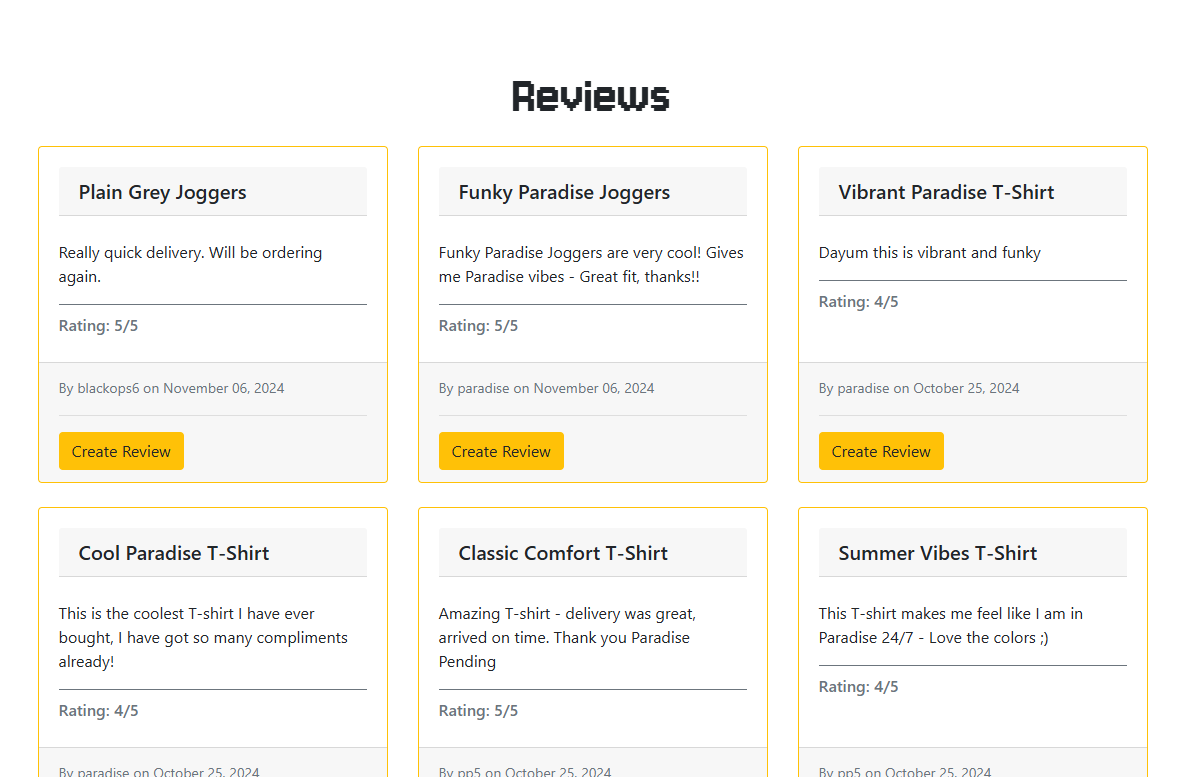 Reviews
Plain Grey Joggers
Really quick delivery. Will be ordering
again.
Rating: 5/5
By blackops6 on November 06, 2024
Create Review
Funky Paradise Joggers
Funky Paradise Joggers are very cool! Gives
me Paradise vibes - Great fit, thanks!!
Rating: 5/5
By paradise on November 06, 2024
Create Review
Vibrant Paradise T-Shirt
Dayum this is vibrant and funky
Rating: 4/5
By paradise on October 25, 2024
Create Review
Cool Paradise T-Shirt
This is the coolest T-shirt I have ever
bought, I have got so many compliments
already!
Rating: 4/5
By paradise on October 25, 2024
Classic Comfort T-Shirt
Amazing T-shirt - delivery was great,
arrived on time. Thank you Paradise
Pending
Rating: 5/5
By pp5 on October 25, 2024
Summer Vibes T-Shirt
This T-shirt makes me feel like I am in
Paradise 24/7 - Love the colors ;)
Rating: 4/5
By pp5 on October 25, 2024